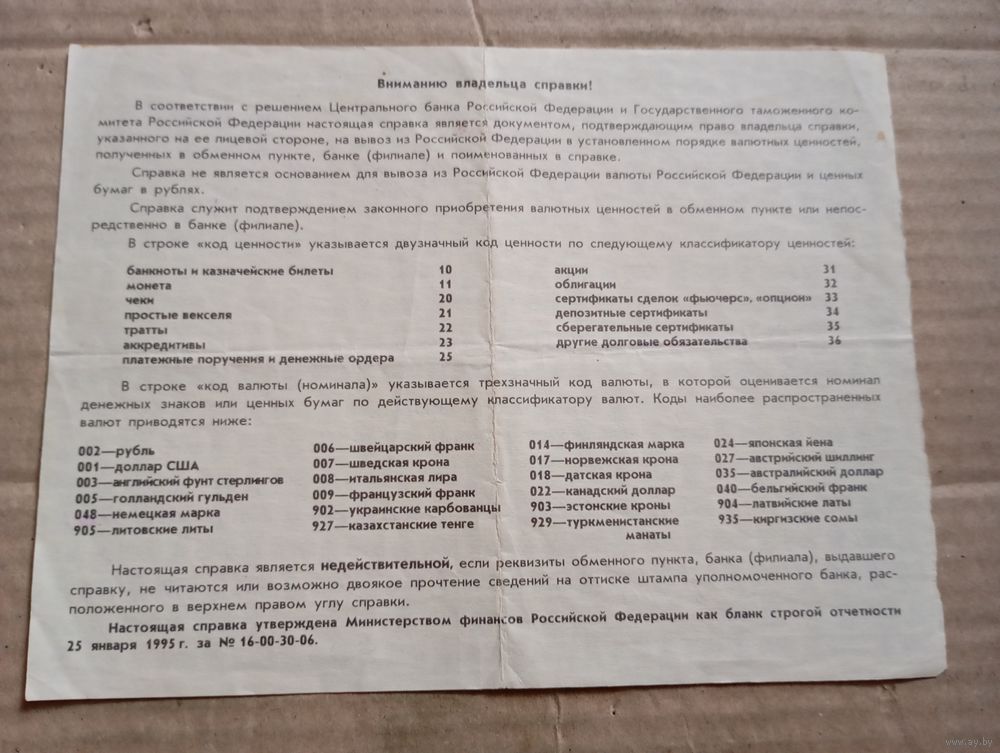 Вниманию владельца справки!
В соответствии с решением Центрального банка Российской Федерации и Государственного таможенного ко-
митета Российской Федерации настоящая справка является документом, подтверждающим право владельца справки,
указанного на ее лицевой стороне, на вывоз из Российской Федерации в установленном порядке валютных ценностей,
полученных в обменном пункте, банке (филиале) и поименованных в справке.
Справка не является основанием для вывоза из Российской Федерации валюты Российской Федерации и ценных
бумаг в рублях.
Справка служит подтверждением законного приобретения валютных ценностей в обменном пункте или непос-
редственно в банке (филиале).
В строке «код ценности» указывается двузначный код ценности по следующему классификатору ценностей:
банкноты и казначейские билеты 10
монета 11
чеки 20
простые векселя 21
тратты 22
аккредитивы 23
платежные поручения и денежные ордера 25
акции 31
облигации 32
сертификаты сделок «фьючерс», «опцион» 33
депозитные сертификаты 34
сберегательные сертификаты 35
другие долговые обязательства 36
В строке «код валюты (номинала)» указывается трехзначный код валюты, в которой оценивается номинал
денежных знаков или ценных бумаг по действующему классификатору валют. Коды наиболее распространенных
валют приводятся ниже:
002—рубль
001—доллар США
003—английский фунт стерлингов
005—голландский гульден
048—немецкая марка
905—литовские литы
006—швейцарский франк
007—шведская крона
008—итальянская лира
009—французский франк
902—украинские карбованцы
927—казахстанские тенге
014—финляндская марка
017—норвежская крона
018—датская крона
022—канадский доллар
903—эстонские кроны
929—туркменистанские
манаты
024—японская йена
027—австрийский шиллинг
035—австралийский доллар
040—бельгийский франк
904—латвийские латы
935—киргизские сомы
Настоящая справка является недействительной, если реквизиты обменного пункта, банка (филиала), выдавшего
справку, не читаются или возможно двоякое прочтение сведений на оттиске штампа уполномоченного банка, рас-
положенного в верхнем правом углу справки.
Настоящая справка утверждена Министерством финансов Российской Федерации как бланк строгой отчетности
25 января 1995 г. за № 16-00-30-06.
www.ay.by